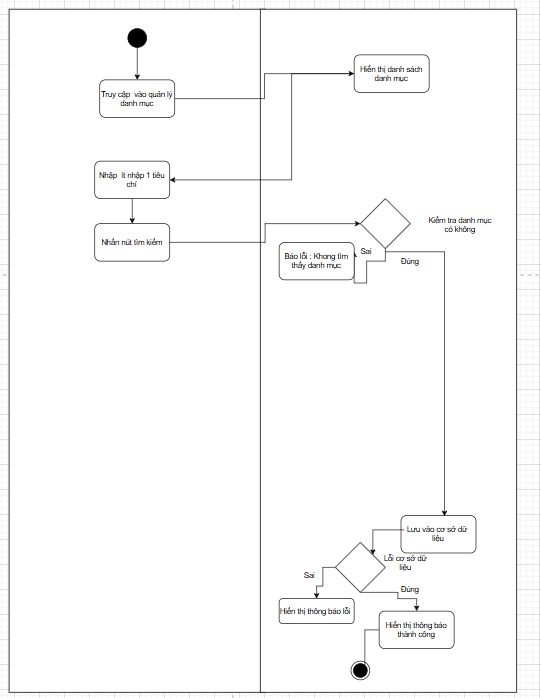 Hiển thị danh sách
danh mục
Truy cập vào quản lý
danh mục
Nhập ít nhập 1 tiêu
chí
Nhấn nút tìm kiếm
Kiểm tra danh mục
có không
Sai
Báo lỗi : Khong tìm
thấy danh mục
Đúng
Lưu vào cơ sở dữ
liệu
Lỗi cơ sở dữ
liệu
Sai
Đúng
Hiển thị thông báo lỗi
Hiển thị thông báo
thành công